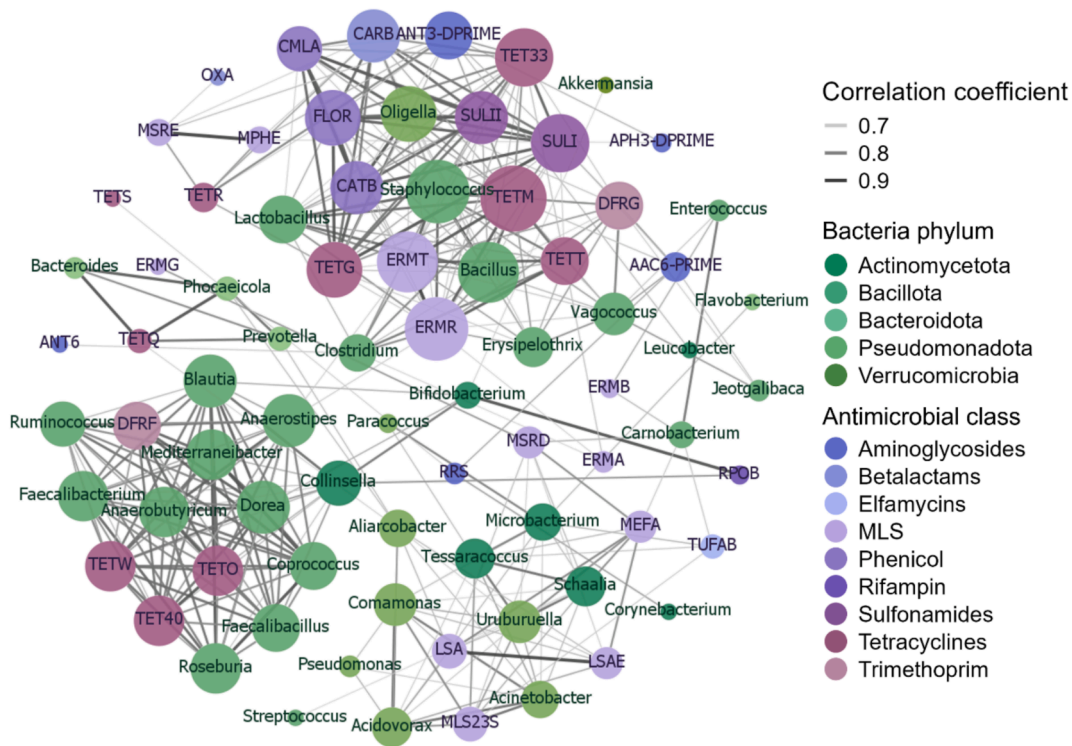 CARB ANT3-DPRIME
CMLA
TET33
OXA
Akkermansia
Oligella
FLOR
SULII
MSRE
MPHE
SULI
APH3-DPRIME
CATB
Staphylococcus
TETS
TETR
TETM
DFRG
Lactobacillus
Enterococcus
Bacteroides
ERMG
TETG
ERMT
Bacillus
TETT
AAC6-PRIME
Phocaeicola
Flavobacterium
Vagococcus
ERMR
ANT6
TETQ
Prevotella
Clostridium
Erysipelothrix
Leucobacter
Blautia
Bifidobacterium
ERMB
Jeotgalibaca
Ruminococcus
DFRF
Anaerostipes
Paracoccus
Carnobacterium
MSRD
Mediterraneibacter
ERMA
RRS
RPOB
Collinsella
Faecalibacterium
Anaerobutyricum
Dorea
Aliarcobacter
Microbacterium
MEFA
TUFAB
TETW
TETO
Coprococcus
Tessaracoccus
Schaalia
Comamonas
Corynebacterium
TET40
Faecalibacillus
Uruburuella
LSA
LSAE
Roseburia
Pseudomonas
Acinetobacter
Streptococcus
Acidovorax
MLS23S
Correlation coefficient
0.7
0.8
0.9
Bacteria phylum
Actinomycetota
Bacillota
Bacteroidota
Pseudomonadota
Verrucomicrobia
Antimicrobial class
Aminoglycosides
Betalactams
Elfamycins
MLS
Phenicol
Rifampin
Sulfonamides
Tetracyclines
Trimethoprim